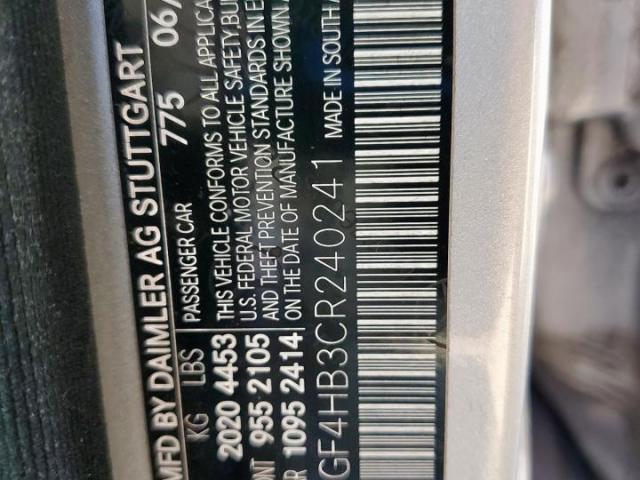 MFD BY DAIMLER AG STUTTGART
PASSENGER CAR 775 06/
KG LBS
2020 4453
955 2105
1095 2414
THIS VEHICLE CONFORMS TO ALL
U.S. FEDERAL MOTOR VEHICLE SAFETY
AND THEFT PREVENTION STANDARDS IN
ON THE DATE OF MANUFACTURE SHOWN
GF4HB3CR240241 MADE IN SOUTH